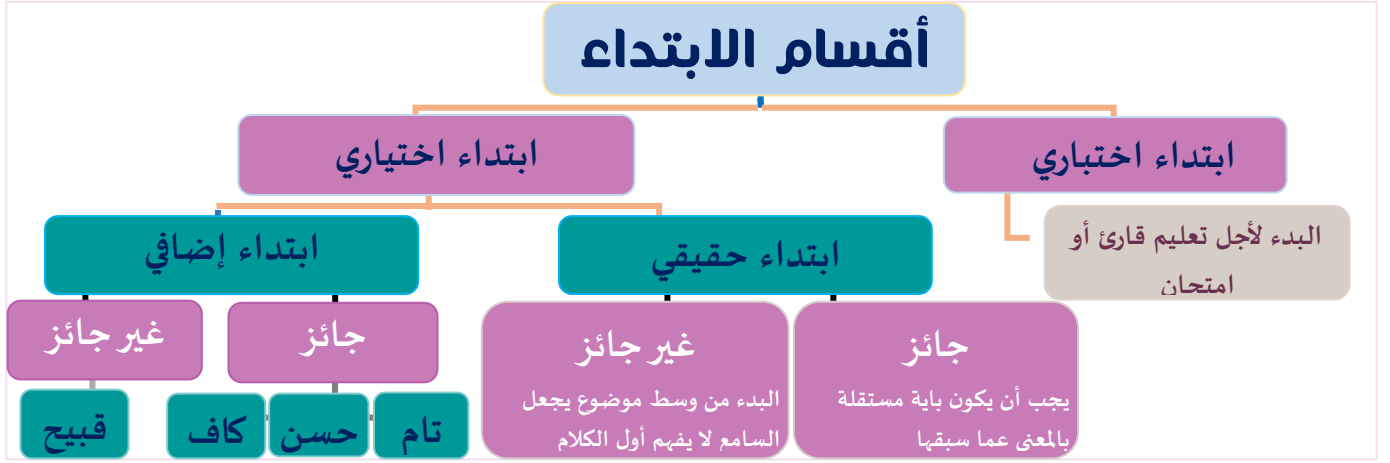 أقسام الابتداء
ابتداء اختباري
البدء لأجل تعليم قارئ أو
امتحان
ابتداء اختياري
ابتداء حقيقي
جائز
يجب أن يكون باية مستقلة
بالمعنى عما سبقها
غير جائز
البدء من وسط موضوع يجعل
السامع لا يفهم أول الكلام
ابتداء إضافي
جائز
تام
حسن
كاف
غير جائز
قبيح